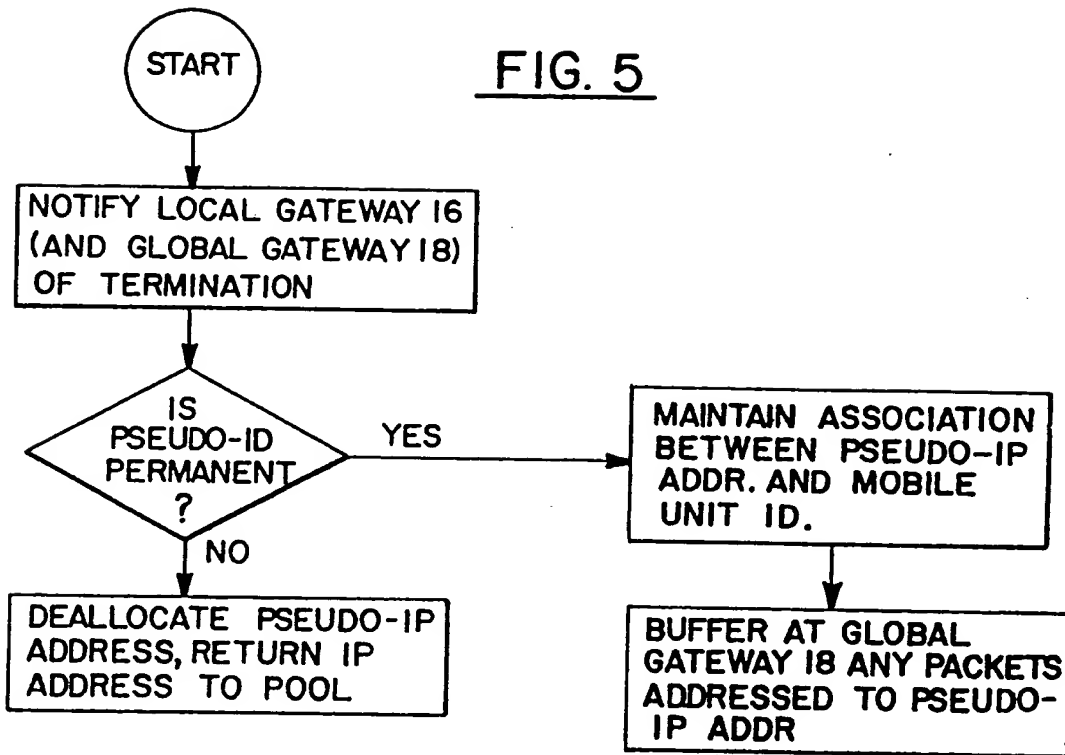 START
FIG. 5
NOTIFY LOCAL GATEWAY 16
(AND GLOBAL GATEWAY 18)
OF TERMINATION
IS
PSEUDO-ID
PERMANENT
?
YES
NO
MAINTAIN ASSOCIATION
BETWEEN PSEUDO-IP
ADDR. AND MOBILE
UNIT ID.
DEALLOCATE PSEUDO-IP
ADDRESS, RETURN IP
ADDRESS TO POOL
BUFFER AT GLOBAL
GATEWAY 18 ANY PACKETS
ADDRESSED TO PSEUDO-
IP ADDR